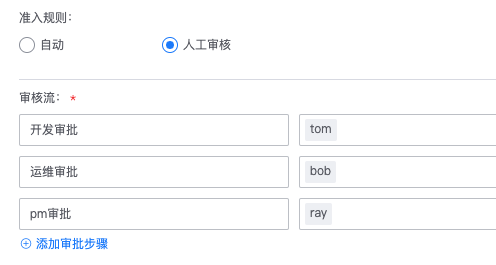 准入规则：
自动 人工审核
审核流： *
开发审批 tom
运维审批 bob
pm审批 ray
添加审批步骤